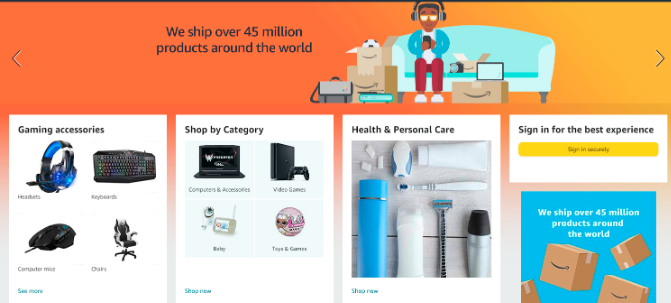 We ship over 45 million
products around the world
Gaming accessories
Headsets
Keyboards
Computer mice
Chairs
See more
Shop by Category
Computers & Accessories
Video Games
Baby
Toys & Games
Shop now
Health & Personal Care
Shop now
Sign in for the best experience
Sign in securely
We ship over 45 million
products around
the world